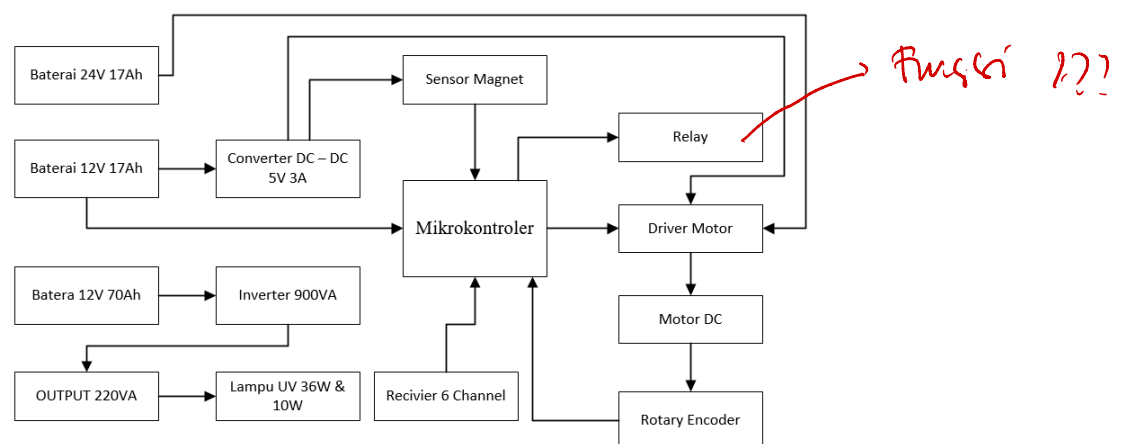 Baterai 24V 17Ah
Sensor Magnet
Fungsi ???
Relay
Baterai 12V 17Ah
Converter DC – DC
5V 3A
Mikrokontroler
Driver Motor
Batera 12V 70Ah
Inverter 900VA
Motor DC
OUTPUT 220VA
Lampu UV 36W &
10W
Recivier 6 Channel
Rotary Encoder